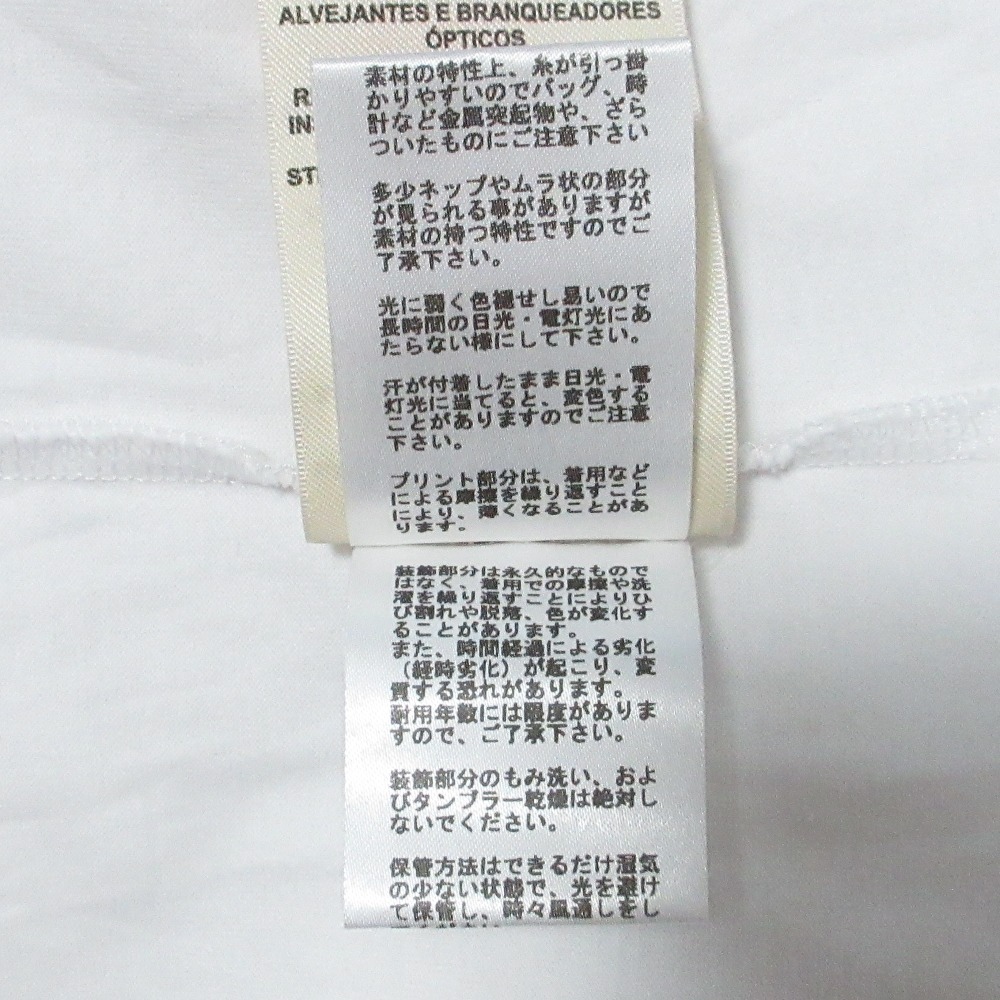 ALVEJANTES E BRANQUEADORES
ÓPTICOS
R
IN
ST
素材の特性上、糸が引っ掛
かりやすいのでバッグ、時
計など金属突起物や、ざら
ついたものにご注意下さい
多少ネップやムラ状の部分
が見られる事がありますが
素材の持つ特性ですのでご
了承下さい。
光に弱く色褪せし易いので
長時間の日光・電灯光にあ
たらない様にして下さい。
汗が付着したまま日光・電
灯光に当てると、変色する
ことがありますのでご注意
下さい。
プリント部分は、着用など
による摩擦を繰り返すこと
により、薄くなることがあ
ります。
装飾部分は永久的なもので
はなく、着用での摩擦や洗
濯を繰り返すことによりひ
び割れや脱落、色が変化す
ることがあります。
また、時間経過による劣化
（経時劣化）が起こり、変
質する恐れがあります。
耐用年数には限度がありま
すので、ご了承下さい。
装飾部分のもみ洗い、およ
びタンブラー乾燥は絶対し
ないでください。
保管方法はできるだけ湿気
の少ない状態で、光を避け
て保管し、時々風通しをし